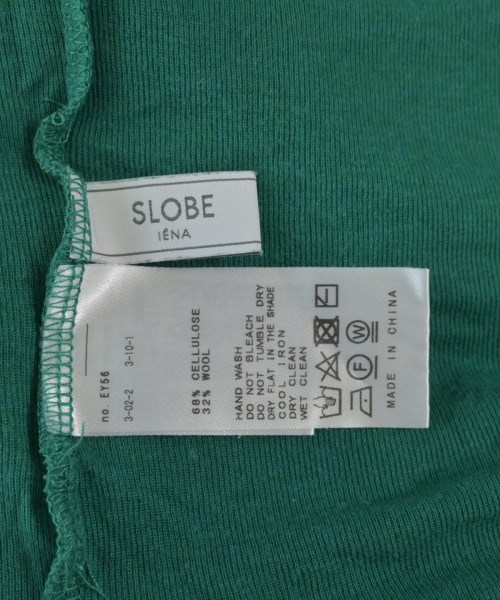 SLOBE
IÉNA
no. EY56
3-02-2 3-10-1
68% CELLULOSE
32% WOOL
HAND WASH
DO NOT BLEACH
DO NOT TUMBLE DRY
DRY FLAT IN THE SHADE
COOL IRON
DRY CLEAN
WET CLEAN
F W
MADE IN CHINA